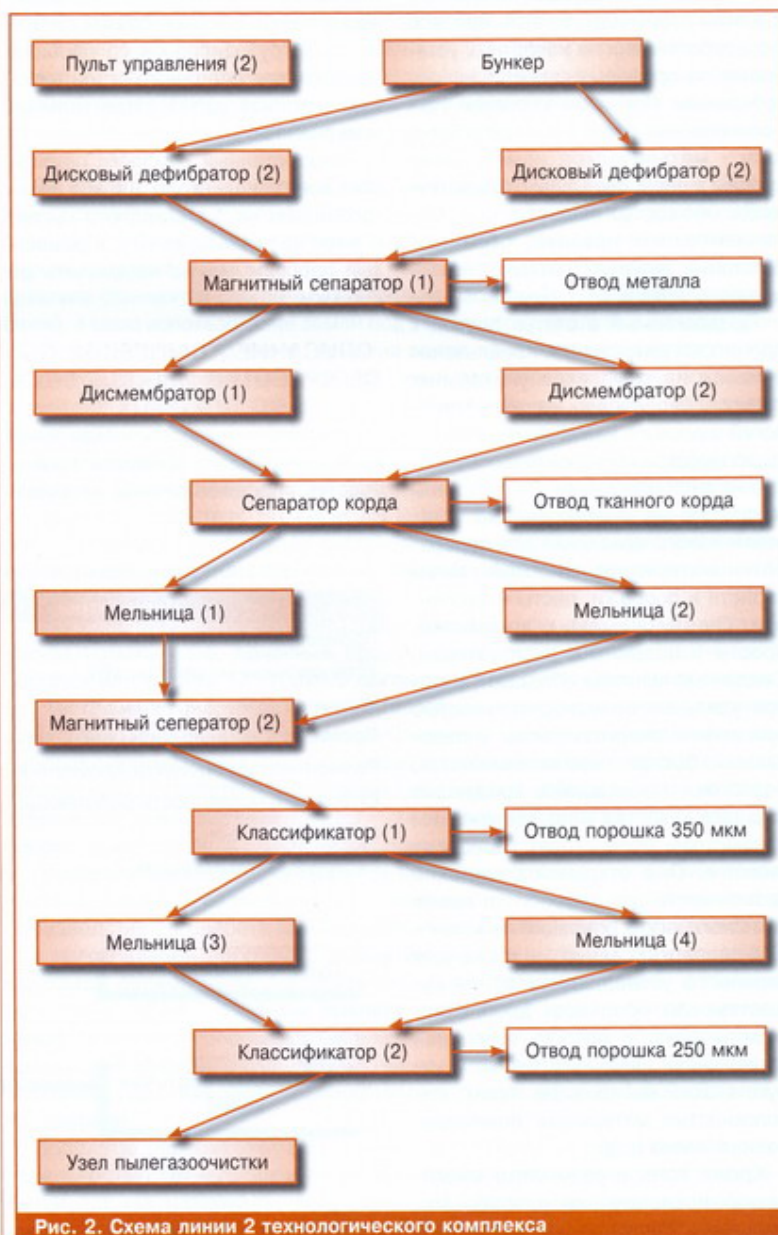 Пульт управления (2)
Бункер
Дисковый дефибратор (2)
Дисковый дефибратор (2)
Магнитный сепаратор (1)
Отвод металла
Дисмембратор (1)
Дисмембратор (2)
Сепаратор корда
Отвод тканного корда
Мельница (1)
Мельница (2)
Магнитный сеператор (2)
Классификатор (1)
Отвод порошка 350 мкм
Мельница (3)
Мельница (4)
Классификатор (2)
Отвод порошка 250 мкм
Узел пылегазоочистки
Рис. 2. Схема линии 2 технологического комплекса